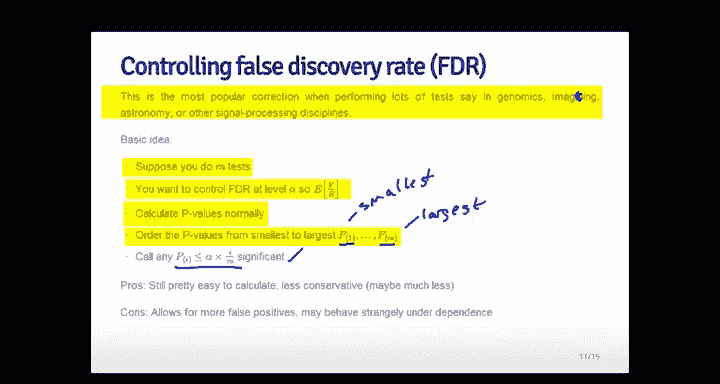 Controlling false discovery rate (FDR)
This is the most popular correction when performing lots of tests say in genomics, imagsing,
astronomy, or other signal-processing disciplines.
Basic idea:
· Suppose you do m tests
· You want to control FDR at level α so E[V/R]
smallest
· Calculate P-values normally
largest
· Order the P-values from smallest to largest P(1), ..., P(m)
· Call any P(i) ≤ α × i/m significant
Pros: Still pretty easy to calculate, less conservative (maybe much less)
Cons: Allows for more false positives, may behave strangely under dependence
11/19